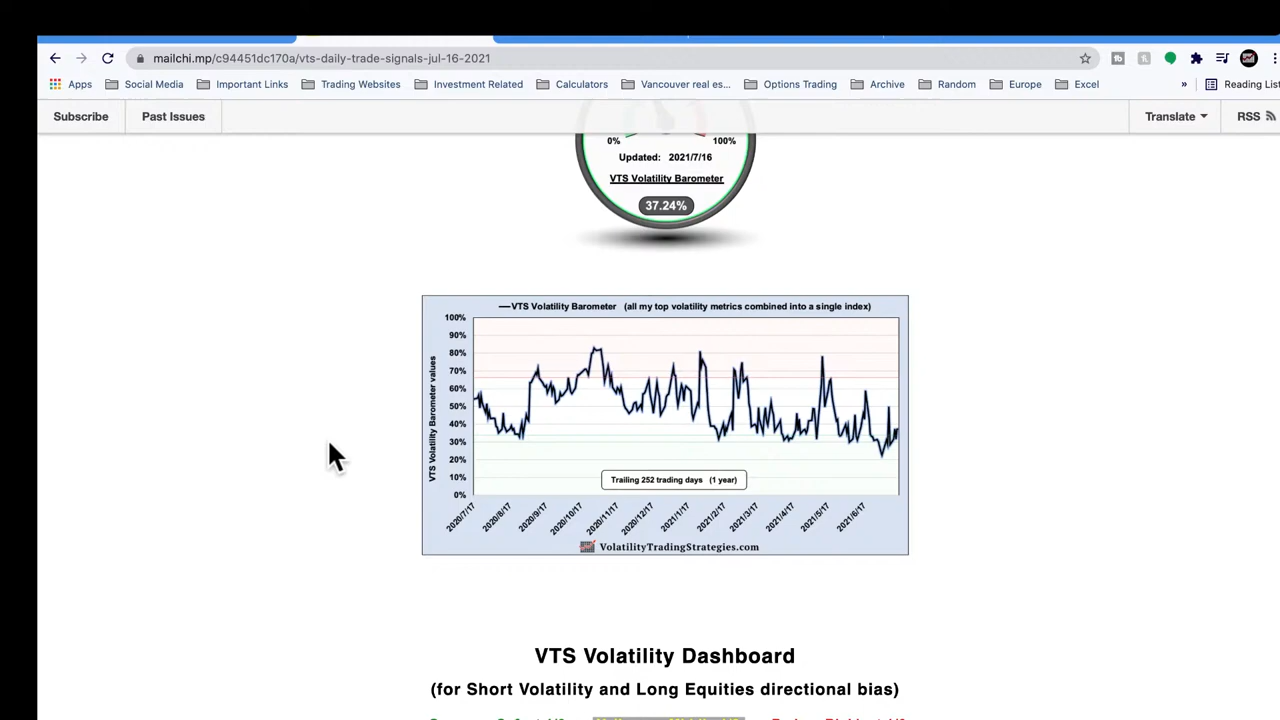 mailchi.mp/c94451dc170a/vts-daily-trade-signals-jul-16-2021
Apps Social Media Important Links Trading Websites Investment Related Calculators Vancouver real es... Options Trading Archive Random Europe Excel » Reading List
Subscribe Past Issues Translate RSS
0% 100%
Updated: 2021/7/16
VTS Volatility Barometer
37.24%
VTS Volatility Barometer (all my top volatility metrics combined into a single index)
VTS Volatility Barometer values
100%
90%
80%
70%
60%
50%
40%
30%
20%
10%
0%
Trailing 252 trading days (1 year)
2020/7/17 2020/8/17 2020/9/17 2020/10/17 2020/11/17 2020/12/17 2021/1/17 2021/2/17 2021/3/17 2021/4/17 2021/5/17 2021/6/17
VolatilityTradingStrategies.com
VTS Volatility Dashboard
(for Short Volatility and Long Equities directional bias)